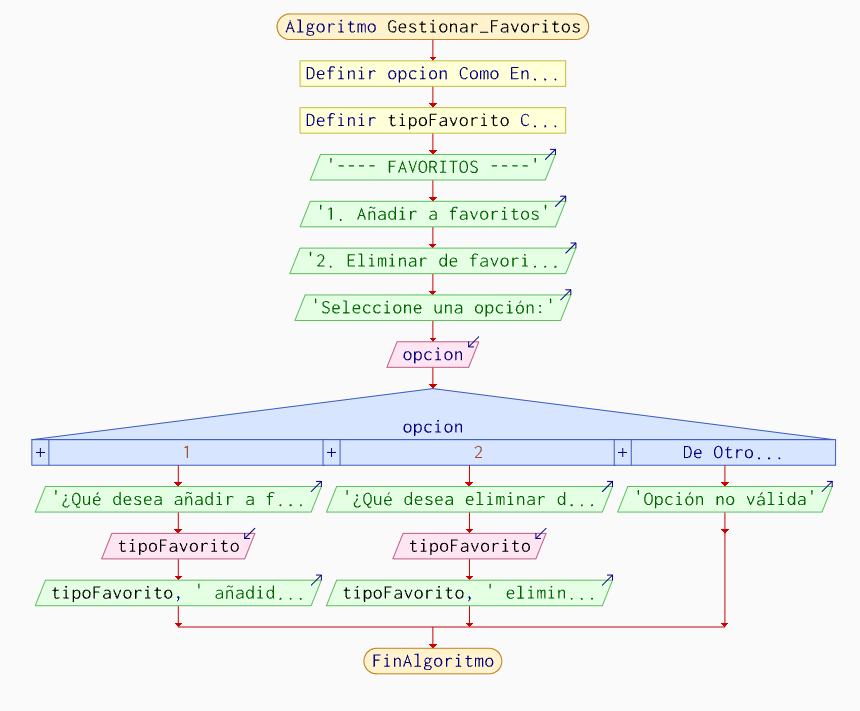 Algoritmo Gestionar_Favoritos
Definir opcion Como En...
Definir tipoFavorito C...
'---- FAVORITOS ----'
'1. Añadir a favoritos'
'2. Eliminar de favori...
'Seleccione una opción:'
opcion
opcion
+ 1 + 2 + De Otro...
'¿Qué desea añadir a f... '¿Qué desea eliminar d... 'Opción no válida'
tipoFavorito tipoFavorito
tipoFavorito, ' añadid... tipoFavorito, ' elimin...
FinAlgoritmo